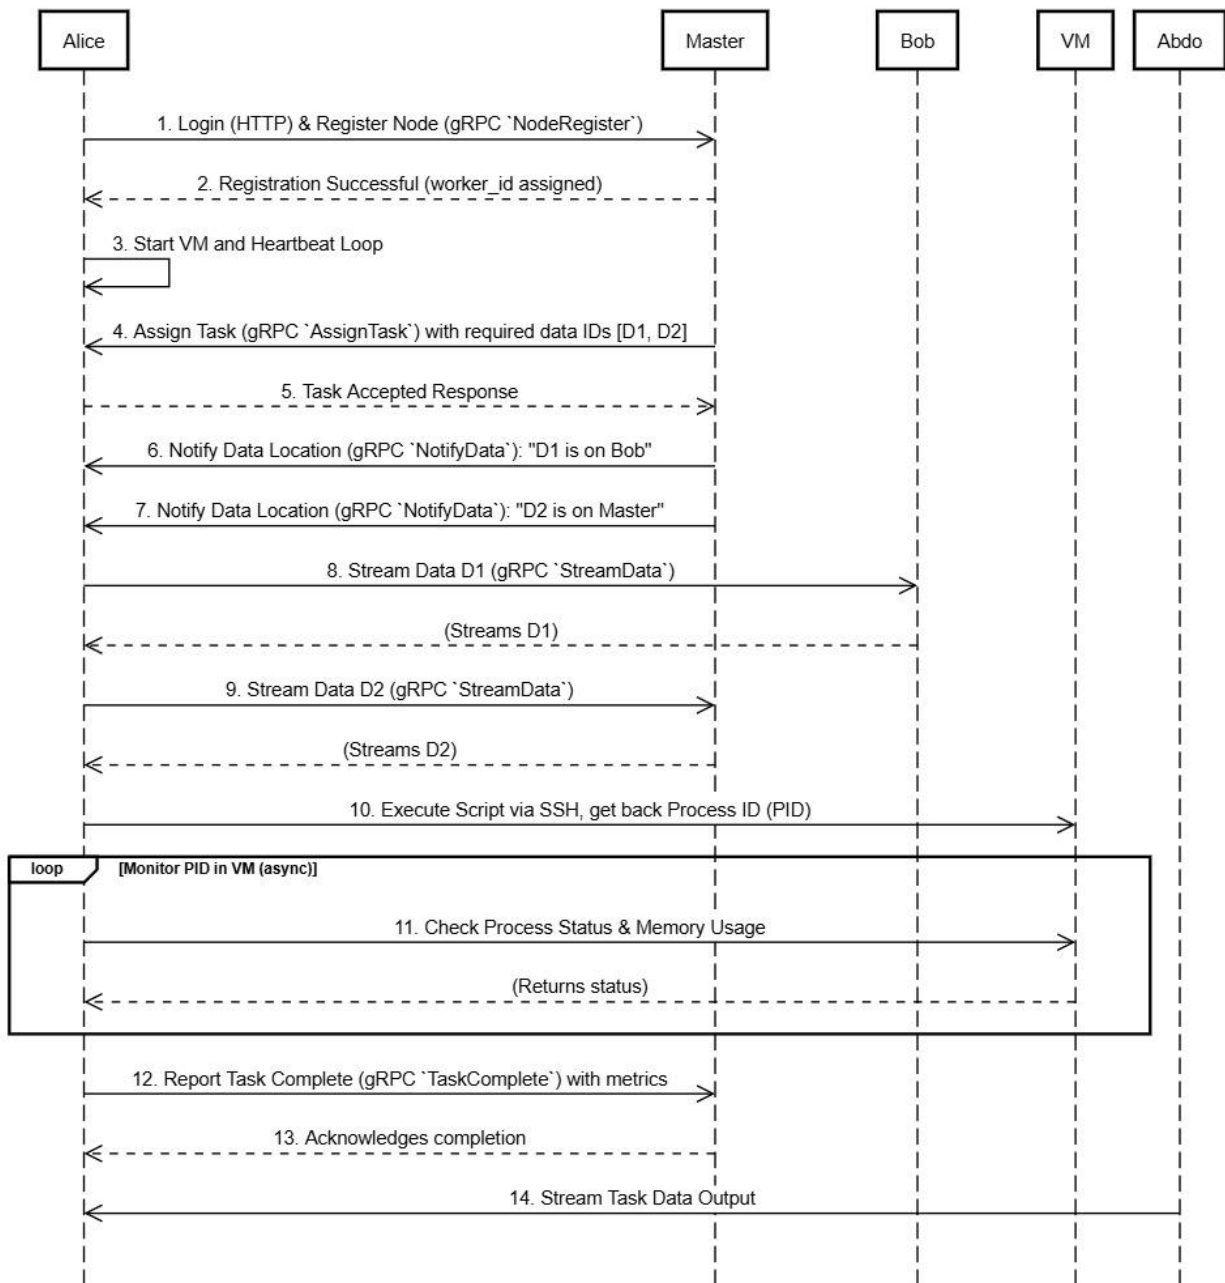 Alice Master Bob VM Abdo
1. Login (HTTP) & Register Node (gRPC `NodeRegister`)
2. Registration Successful (worker_id assigned)
3. Start VM and Heartbeat Loop
4. Assign Task (gRPC `AssignTask`) with required data IDs [D1, D2]
5. Task Accepted Response
6. Notify Data Location (gRPC `NotifyData`): "D1 is on Bob"
7. Notify Data Location (gRPC `NotifyData`): "D2 is on Master"
8. Stream Data D1 (gRPC `StreamData`)
(Streams D1)
9. Stream Data D2 (gRPC `StreamData`)
(Streams D2)
10. Execute Script via SSH, get back Process ID (PID)
loop [Monitor PID in VM (async)]
11. Check Process Status & Memory Usage
(Returns status)
12. Report Task Complete (gRPC `TaskComplete`) with metrics
13. Acknowledges completion
14. Stream Task Data Output